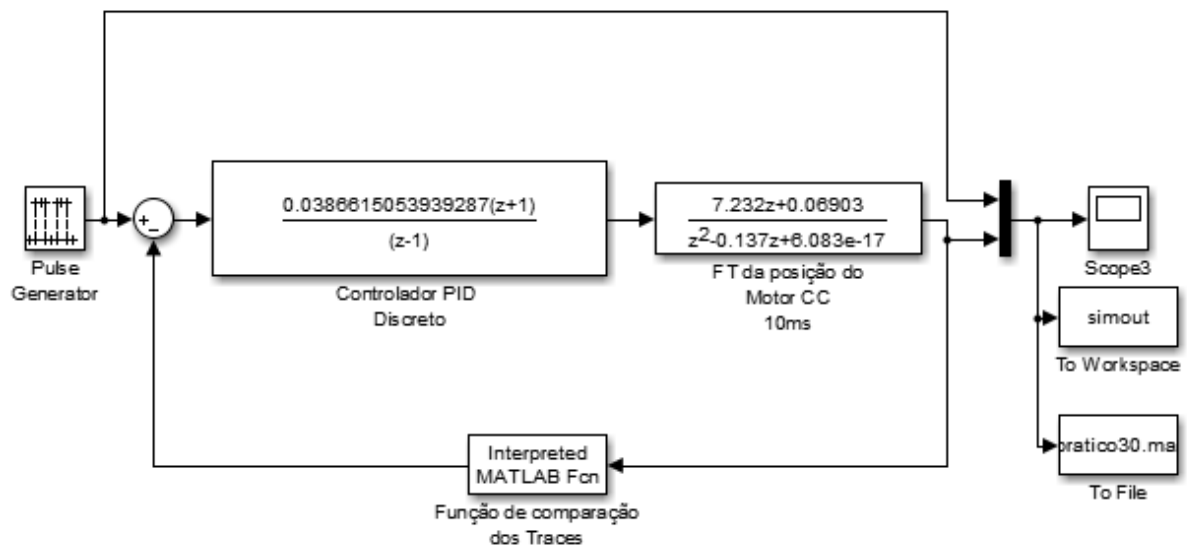 Pulse
Generator
+
-
0.0386615053939287(z+1)
(z-1)
Controlador PID
Discreto
7.232z+0.06903
z2-0.137z+6.083e-17
FT da posição do
Motor CC
10ms
Scope3
simout
To Workspace
pratico30.ma
To File
Interpreted
MATLAB Fcn
Função de comparação
dos Traces